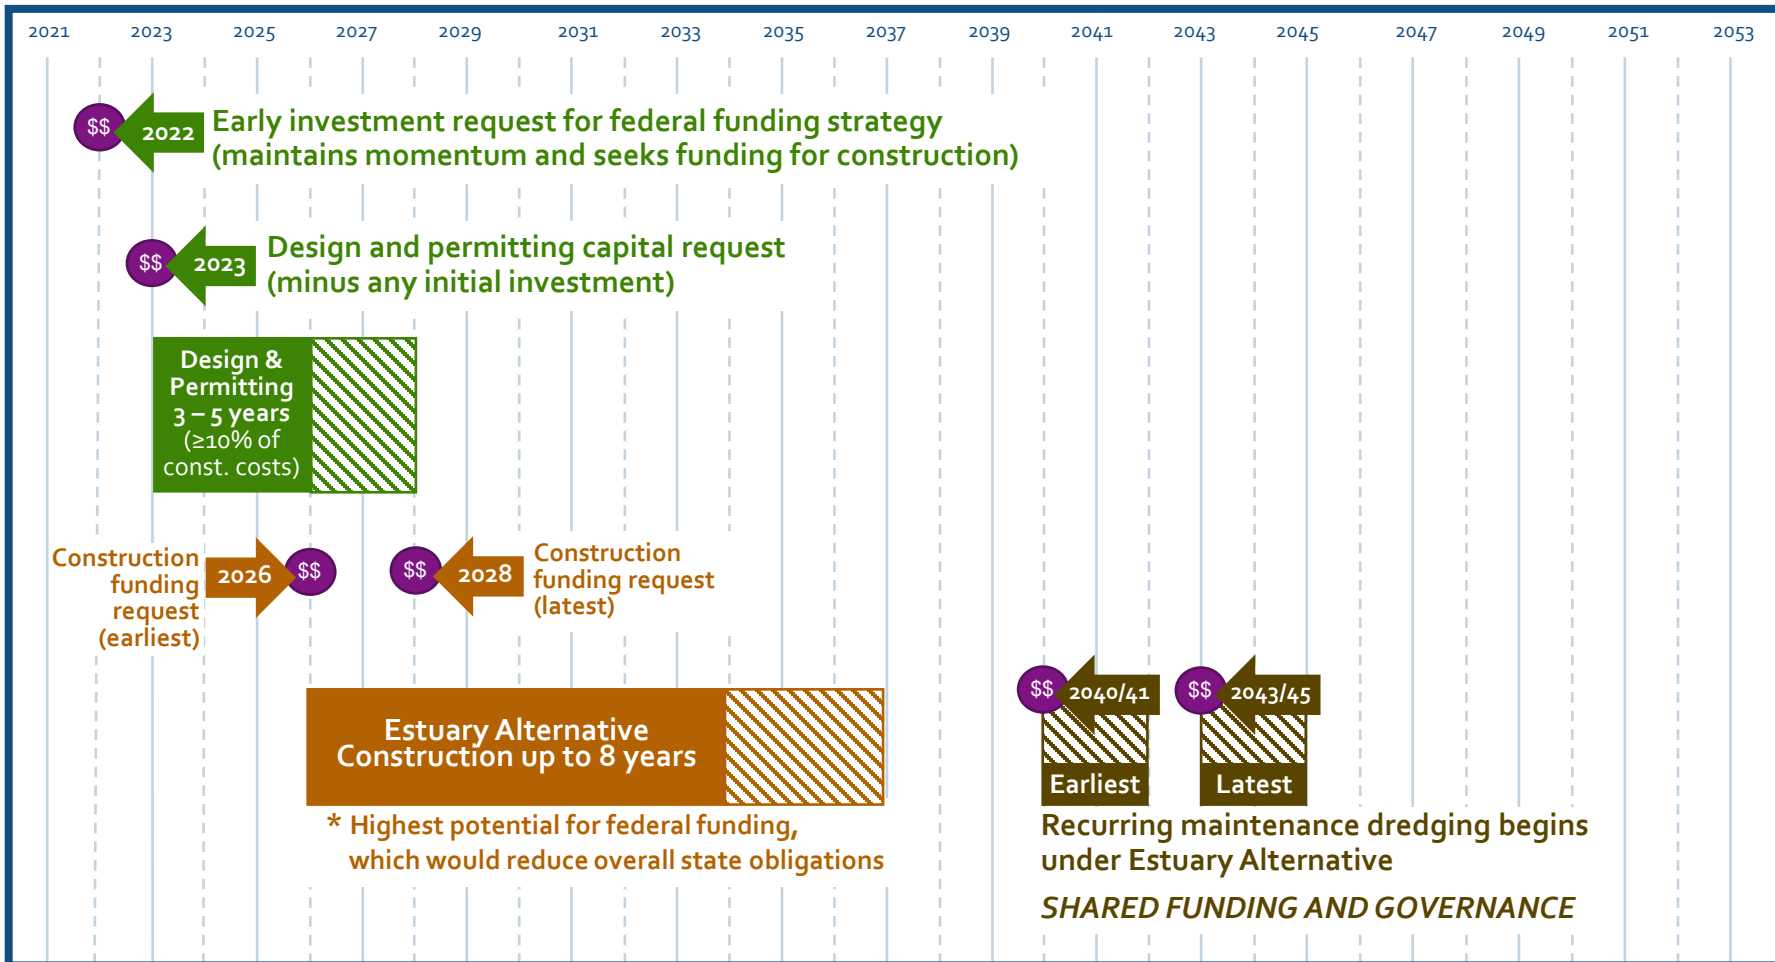 2021 2023 2025 2027 2029 2031 2033 2035 2037 2039 2041 2043 2045 2047 2049 2051 2053
$$ 2022 Early investment request for federal funding strategy
(maintains momentum and seeks funding for construction)
$$ 2023 Design and permitting capital request
(minus any initial investment)
Design &
Permitting
3 – 5 years
(≥10% of
const. costs)
Construction
funding
request
(earliest)
2026 $$
$$ 2028
Construction
funding request
(latest)
Estuary Alternative
Construction up to 8 years
* Highest potential for federal funding,
which would reduce overall state obligations
$$ 2040/41
Earliest
$$ 2043/45
Latest
Recurring maintenance dredging begins
under Estuary Alternative
SHARED FUNDING AND GOVERNANCE